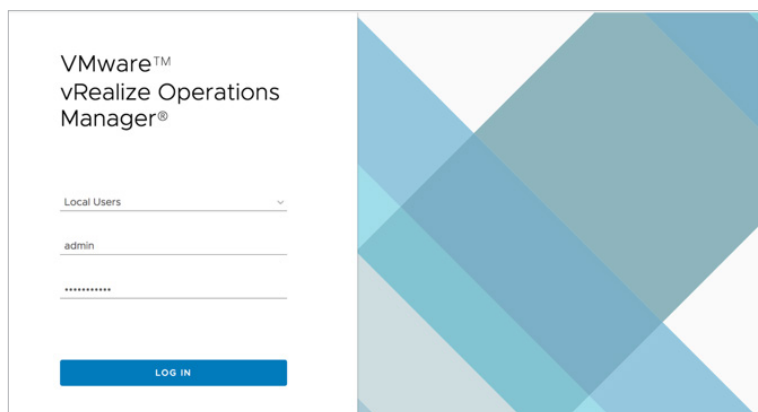 VMware™
vRealize Operations
Manager®
Local Users
admin
•••••••••••
LOG IN